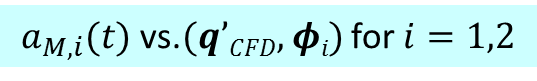 a_{M,i}(t) vs.(q'_{CFD}, ϕ_i) for i = 1,2